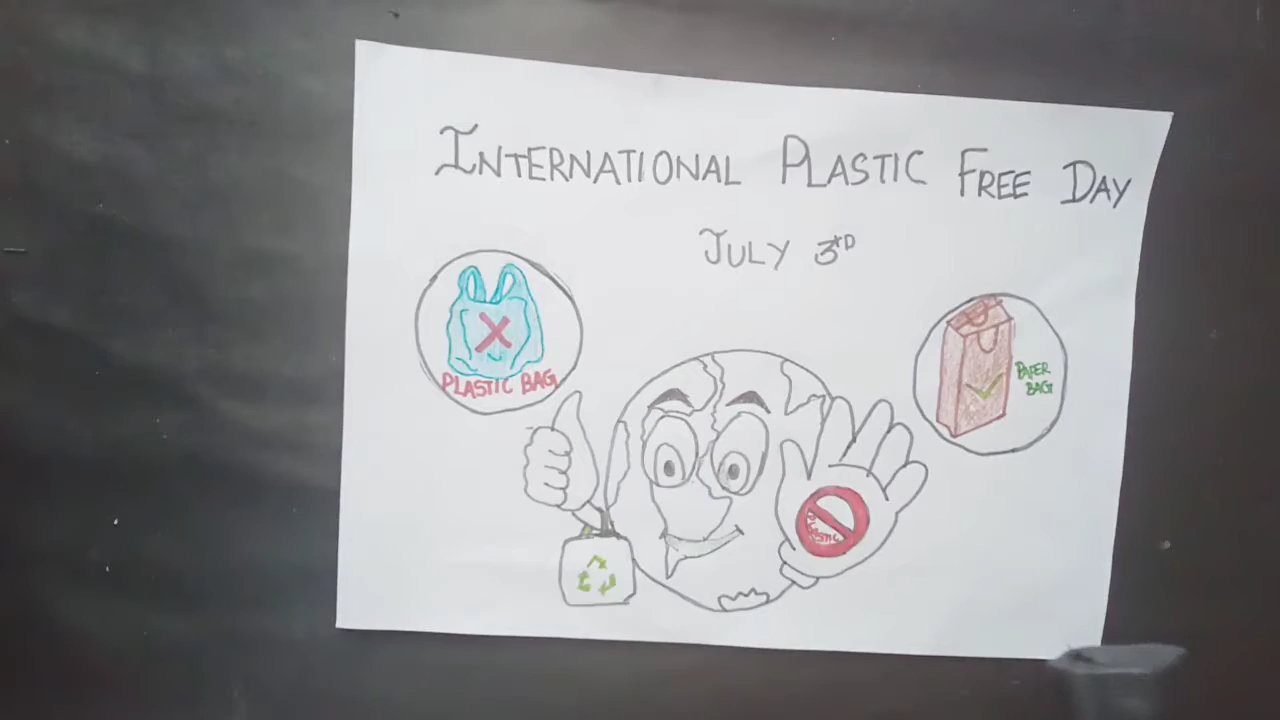 INTERNATIONAL PLASTIC FREE DAY
JULY 3RD
PLASTIC BAG
PAPER
BAG